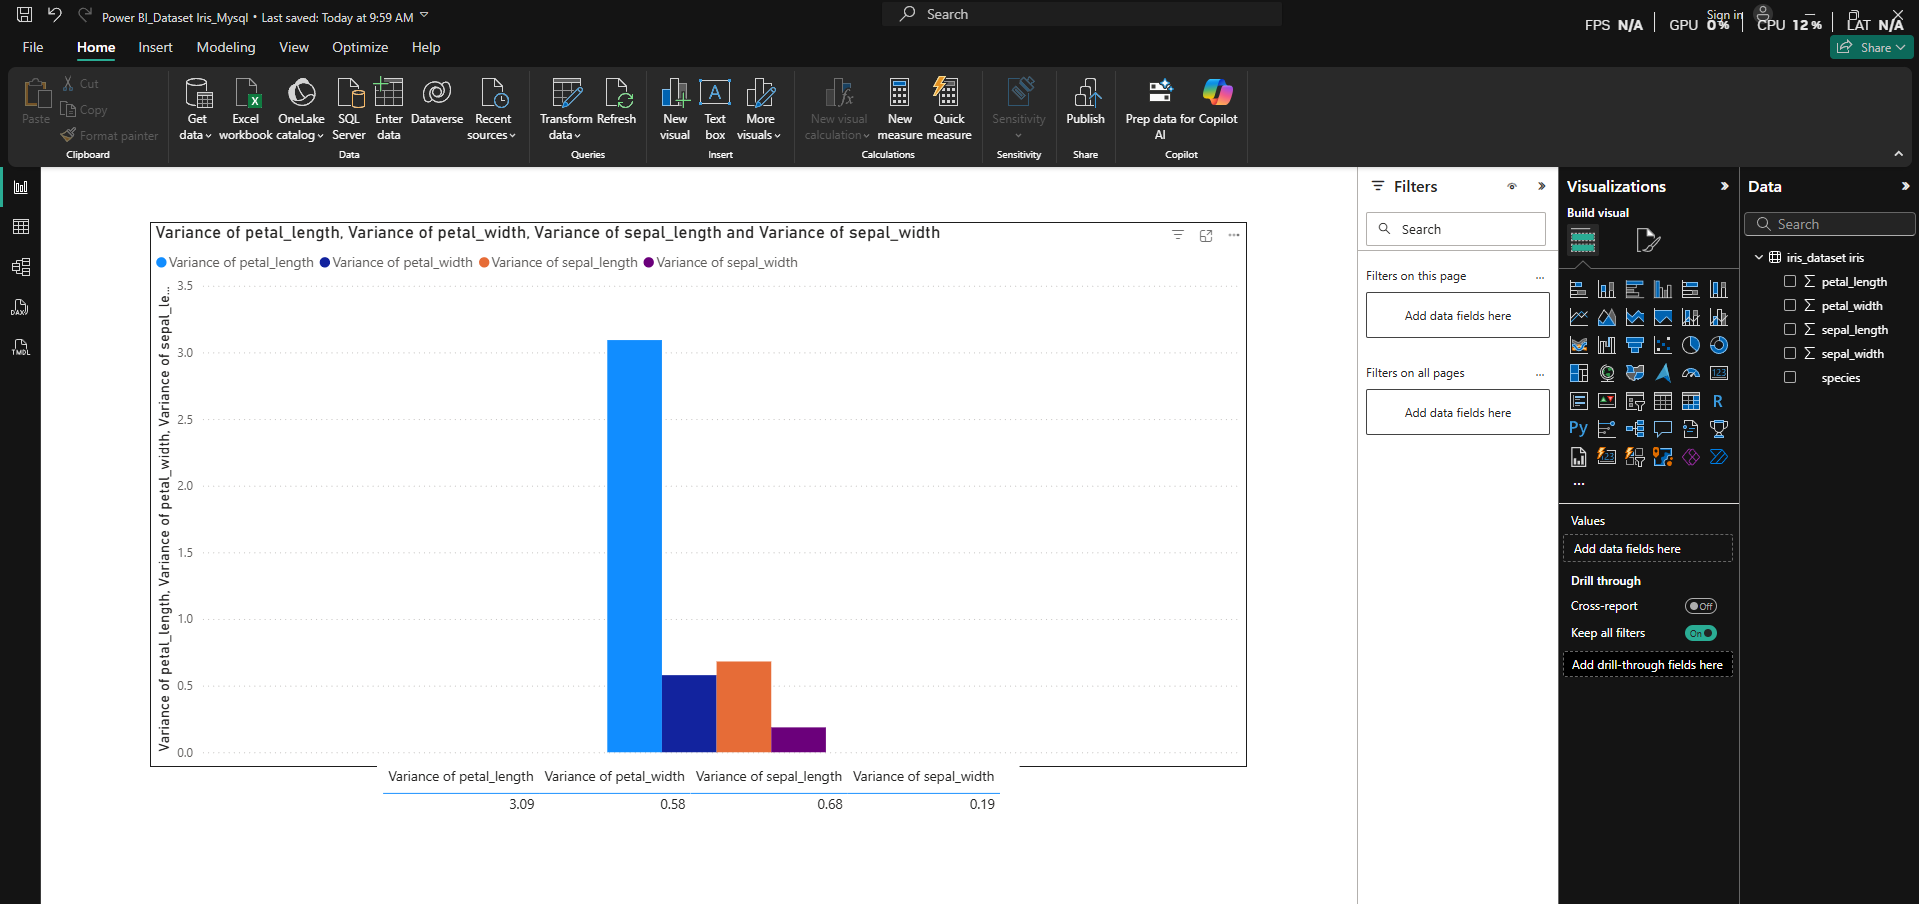 Power BI_Dataset Iris_Mysql • Last saved: Today at 9:59 AM
Search
Sign in
FPS N/A GPU 0% CPU 12% LAT N/A
File Home Insert Modeling View Optimize Help
Share
Paste
Cut
Copy
Format painter
Clipboard
Get data
Excel workbook
OneLake catalog
SQL Server
Enter data
Dataverse
Recent sources
Data
Transform data
Refresh
Queries
New visual
Text box
More visuals
Insert
New visual calculation
New measure
Quick measure
Calculations
Sensitivity
Sensitivity
Publish
Share
Prep data for AI
Copilot
Copilot
DAX
TMDL
Variance of petal_length, Variance of petal_width, Variance of sepal_length and Variance of sepal_width
Variance of petal_length Variance of petal_width Variance of sepal_length Variance of sepal_width
Variance of petal_length, Variance of petal_width, Variance of sepal_le...
3.5
3.0
2.5
2.0
1.5
1.0
0.5
0.0
Variance of petal_length Variance of petal_width Variance of sepal_length Variance of sepal_width
3.09 0.58 0.68 0.19
Filters
Search
Filters on this page
Add data fields here
Filters on all pages
Add data fields here
Visualizations
Build visual
123
R
Py
123
Values
Add data fields here
Drill through
Cross-report
Off
Keep all filters
On
Add drill-through fields here
Data
Search
iris_dataset iris
petal_length
petal_width
sepal_length
sepal_width
species